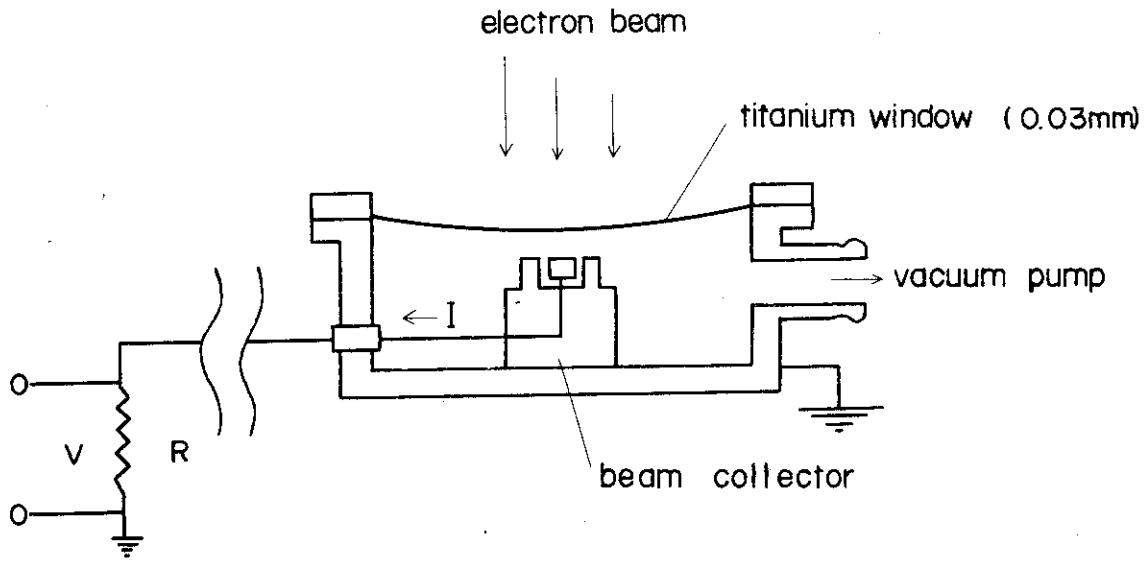 electron beam
titanium window (0.03mm)
vacuum pump
I
V
R
beam collector